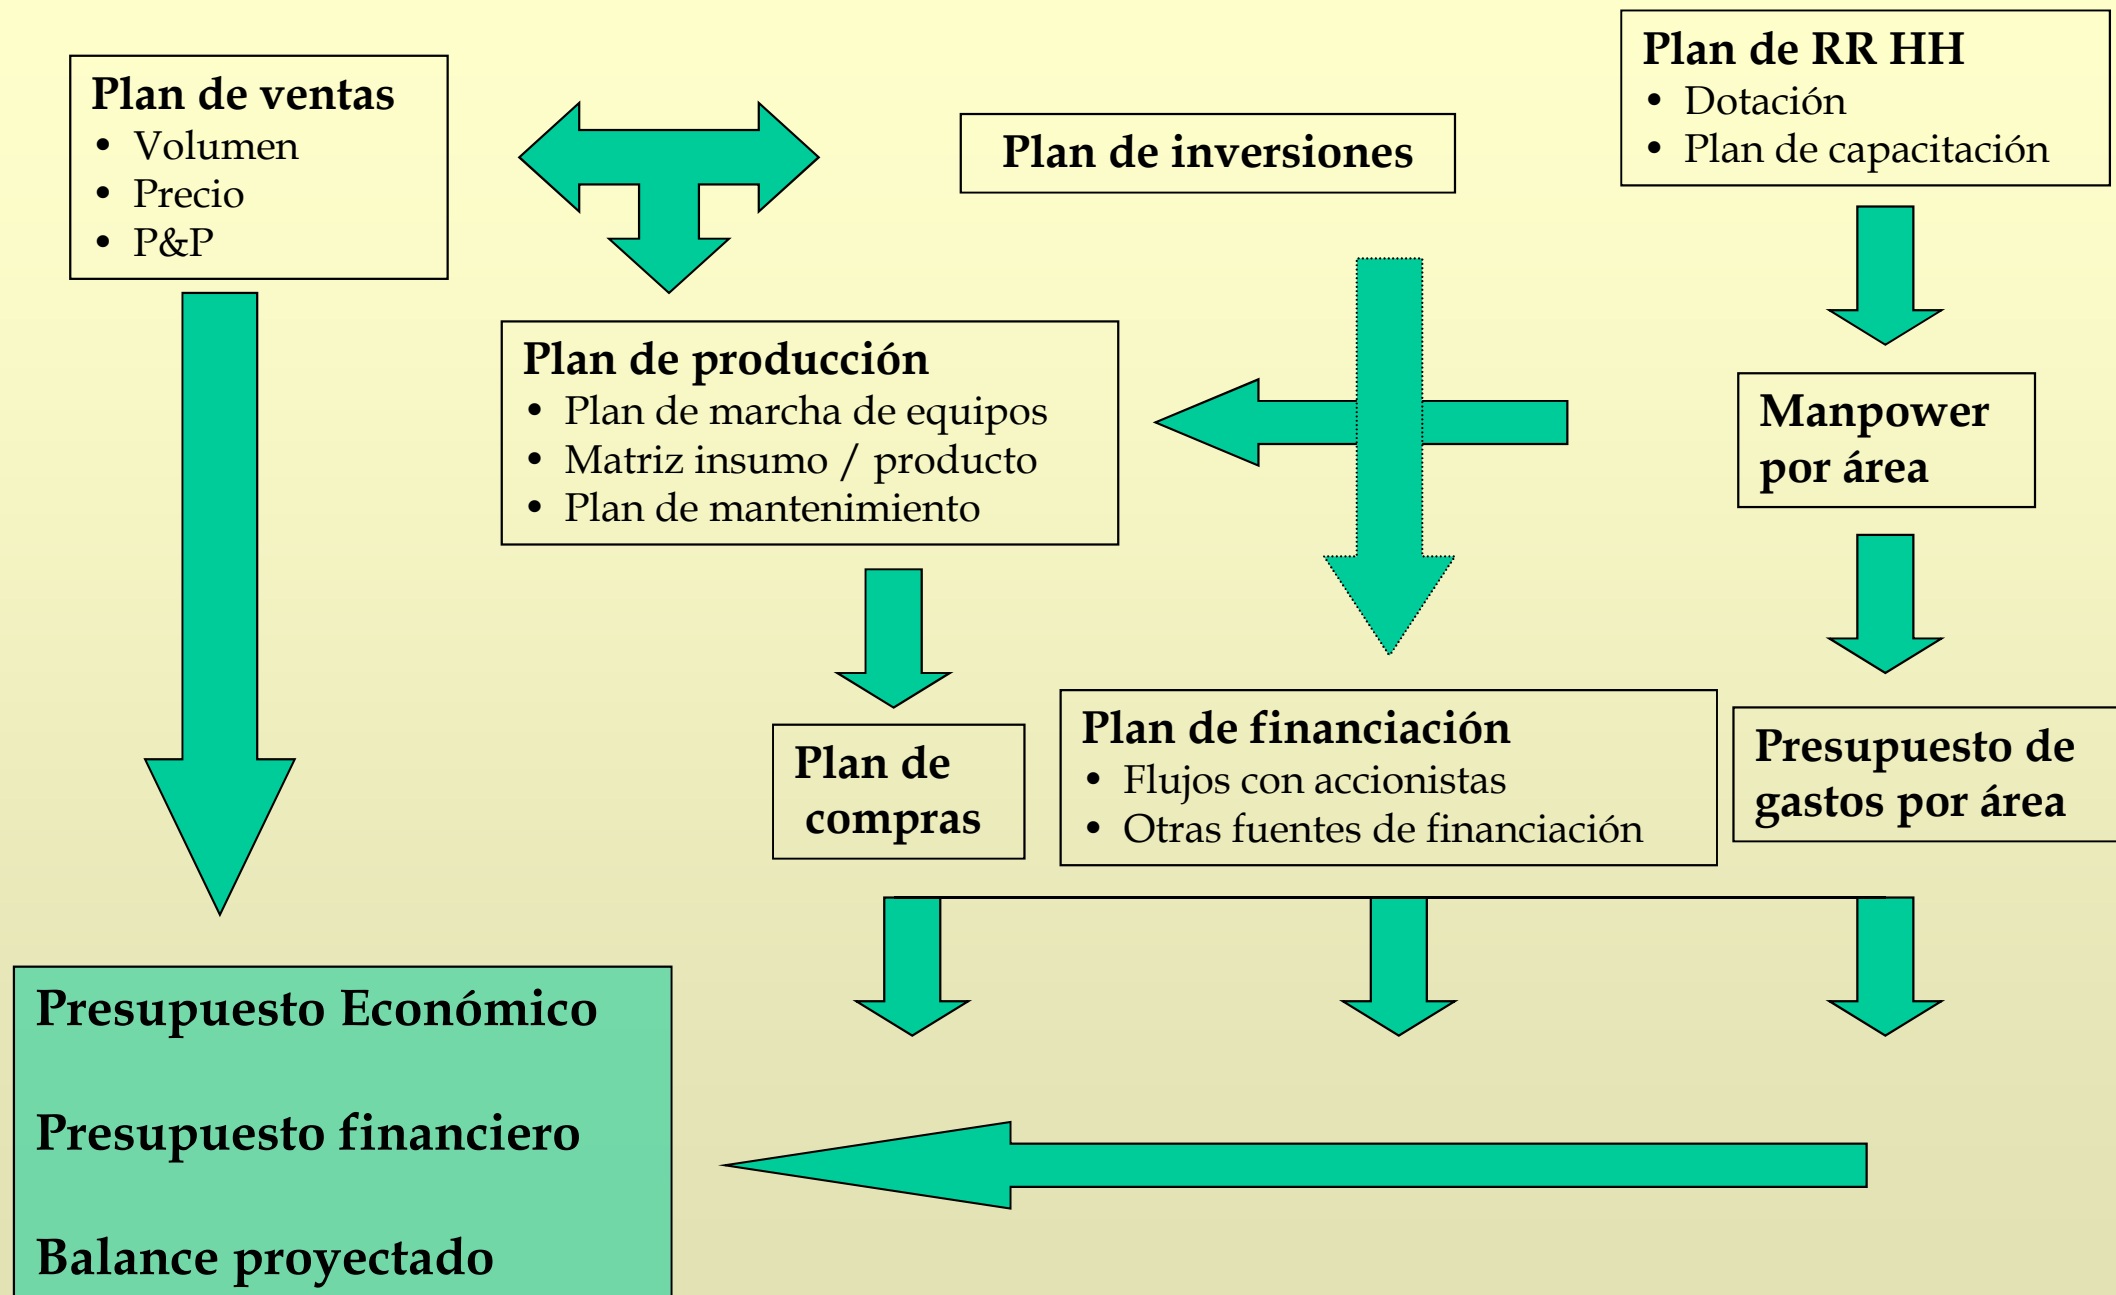 Plan de ventas
• Volumen
• Precio
• P&P
Plan de inversiones
Plan de RR HH
• Dotación
• Plan de capacitación
Plan de producción
• Plan de marcha de equipos
• Matriz insumo / producto
• Plan de mantenimiento
Manpower
por área
Plan de
compras
Plan de financiación
• Flujos con accionistas
• Otras fuentes de financiación
Presupuesto de
gastos por área
Presupuesto Económico
Presupuesto financiero
Balance proyectado